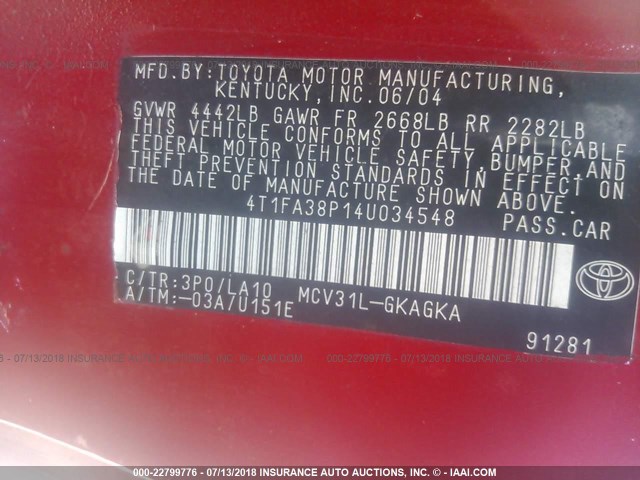 MFD.BY:TOYOTA MOTOR MANUFACTURING,
KENTUCKY,INC.06/04
GVWR 4442LB GAWR FR 2668LB RR 2282LB
THIS VEHICLE CONFORMS TO ALL APPLICABLE
FEDERAL MOTOR VEHICLE SAFETY,BUMPER,AND
THEFT PREVENTION STANDARDS IN EFFECT ON
THE DATE OF MANUFACTURE SHOWN ABOVE.
4T1FA38P14U034548 PASS.CAR
C/TR:3P0/LA10 MCV31L-GKAGKA
A/TM:-03A/U151E
TOYOTA
91281
000-22799776 - 07/13/2018 INSURANCE AUTO AUCTIONS, INC. - © - IAAI.COM